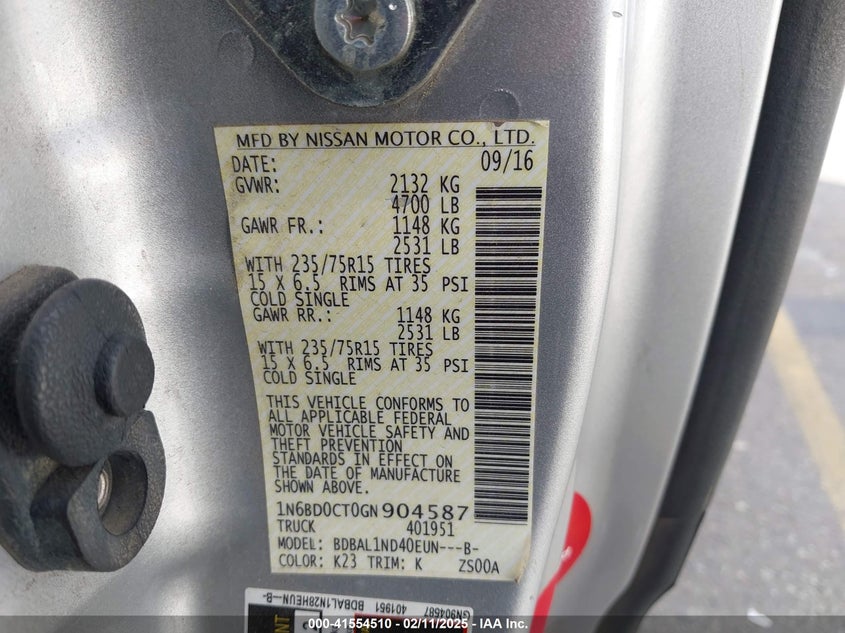 MFD BY NISSAN MOTOR CO., LTD.
DATE: 09/16
GVWR: 2132 KG
4700 LB
GAWR FR.: 1148 KG
2531 LB
WITH 235/75R15 TIRES
15 X 6.5 RIMS AT 35 PSI
COLD SINGLE
GAWR RR.: 1148 KG
2531 LB
WITH 235/75R15 TIRES
15 X 6.5 RIMS AT 35 PSI
COLD SINGLE
THIS VEHICLE CONFORMS TO
ALL APPLICABLE FEDERAL
MOTOR VEHICLE SAFETY AND
THEFT PREVENTION
STANDARDS IN EFFECT ON
THE DATE OF MANUFACTURE
SHOWN ABOVE.
1N6BD0CT0GN904587
TRUCK 401951
MODEL: BDBAL1ND40EUN---B-
COLOR: K23 TRIM: K ZS00A
GN904587 401951 BDBAL1N28HEUN--B-
000-41554510 - 02/11/2025 - IAA Inc.